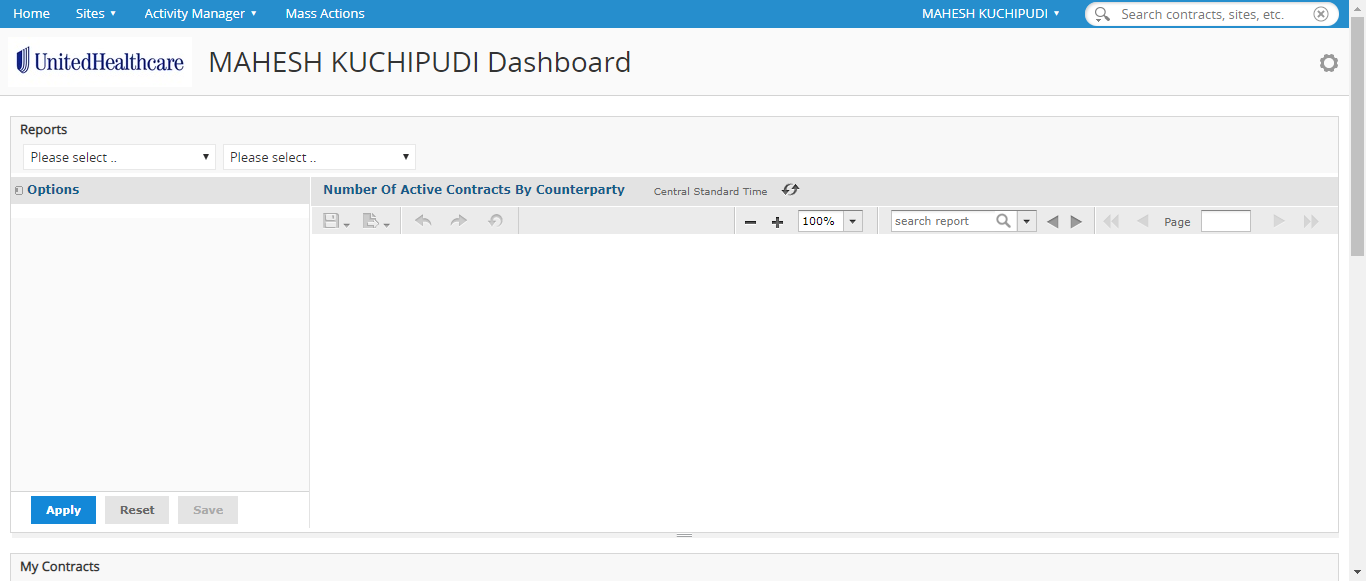 Home Sites Activity Manager Mass Actions MAHESH KUCHIPUDI Search contracts, sites, etc.
UnitedHealthcare MAHESH KUCHIPUDI Dashboard
Reports
Please select .. Please select ..
Options Number Of Active Contracts By Counterparty Central Standard Time
100% search report Page
Apply Reset Save
My Contracts